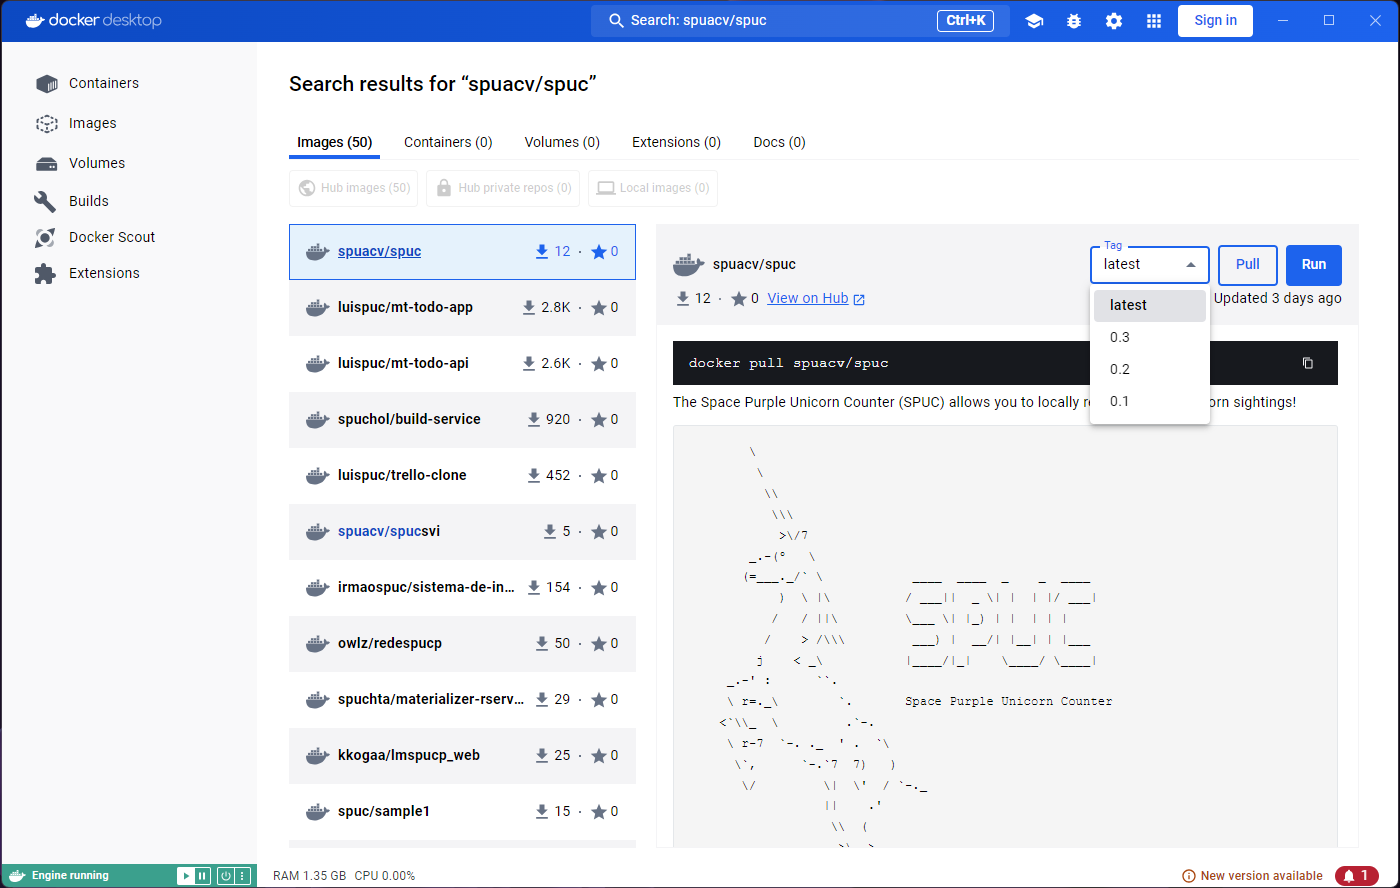 docker desktop
Search: spuacv/spuc
Ctrl+K
Sign in
Containers
Images
Volumes
Builds
Docker Scout
Extensions
Search results for “spuacv/spuc”
Images (50)
Containers (0)
Volumes (0)
Extensions (0)
Docs (0)
Hub images (50)
Hub private repos (0)
Local images (0)
spuacv/spuc 12 · 0
luispuc/mt-todo-app 2.8K · 0
luispuc/mt-todo-api 2.6K · 0
spuchol/build-service 920 · 0
luispuc/trello-clone 452 · 0
spuacv/spucsvi 5 · 0
irmaospuc/sistema-de-in... 154 · 0
owlz/redespucp 50 · 0
spuchta/materializer-rserv... 29 · 0
kkogaa/lmspucp_web 25 · 0
spuc/sample1 15 · 0
spuacv/spuc
12 · 0 View on Hub
Tag
latest
Pull
Run
Updated 3 days ago
latest
0.3
0.2
0.1
docker pull spuacv/spuc
The Space Purple Unicorn Counter (SPUC) allows you to locally
orn sightings!
SPUC
Space Purple Unicorn Counter
Engine running
RAM 1.35 GB CPU 0.00%
New version available
1